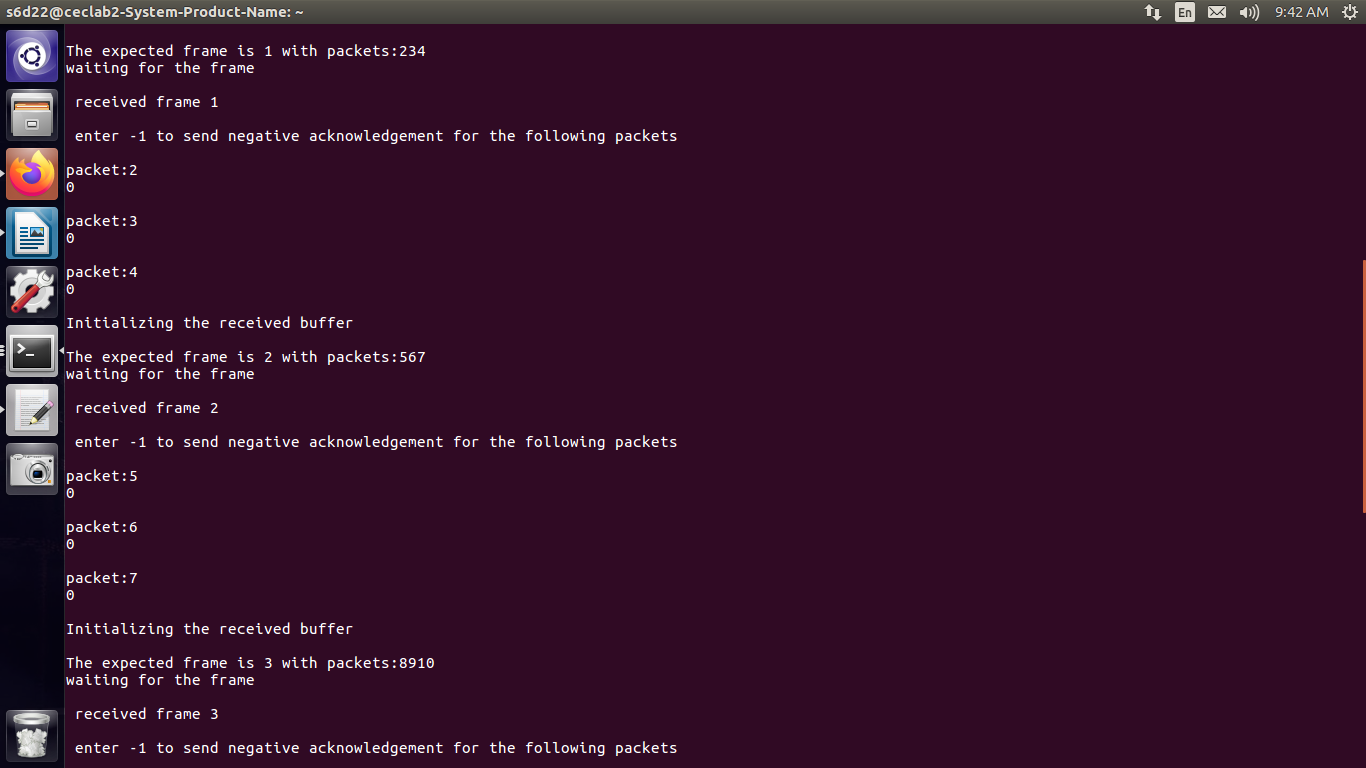 s6d22@ceclab2-System-Product-Name: ~
En
9:42 AM
The expected frame is 1 with packets:234
waiting for the frame
received frame 1
enter -1 to send negative acknowledgement for the following packets
packet:2
0
packet:3
0
packet:4
0
Initializing the received buffer
The expected frame is 2 with packets:567
waiting for the frame
received frame 2
enter -1 to send negative acknowledgement for the following packets
packet:5
0
packet:6
0
packet:7
0
Initializing the received buffer
The expected frame is 3 with packets:8910
waiting for the frame
received frame 3
enter -1 to send negative acknowledgement for the following packets